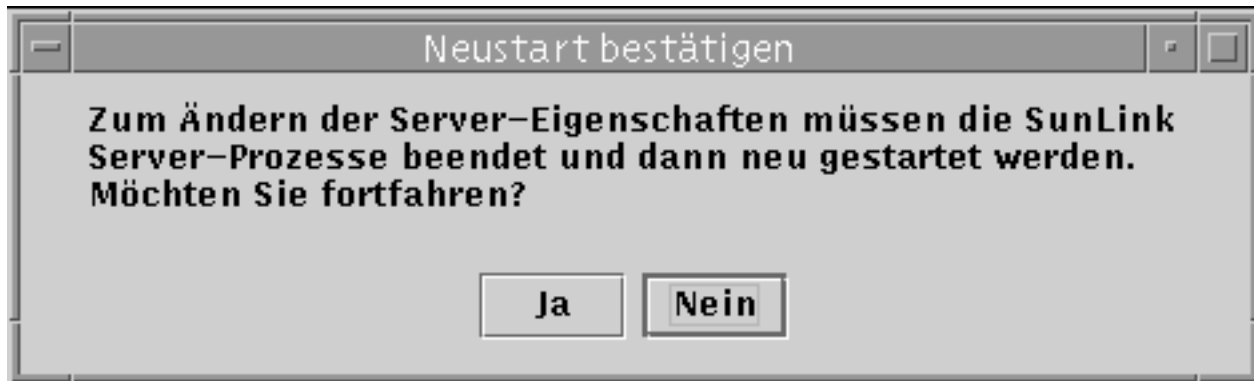 Neustart bestätigen
Zum Ändern der Server-Eigenschaften müssen die SunLink
Server-Prozesse beendet und dann neu gestartet werden.
Möchten Sie fortfahren?
Ja Nein